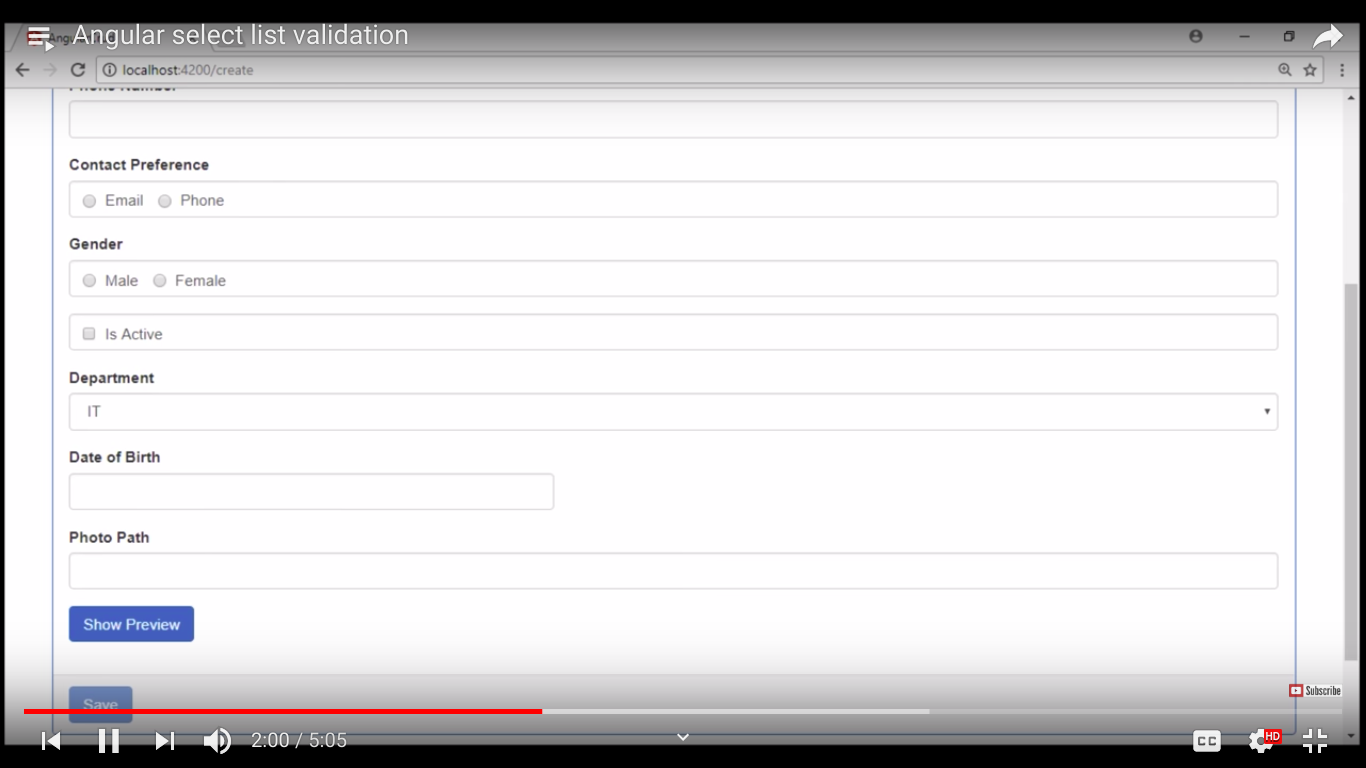 Angular select list validation
localhost:4200/create
Phone Number
Contact Preference
Email Phone
Gender
Male Female
Is Active
Department
IT
Date of Birth
Photo Path
Show Preview
Subscribe
Save
2:00 / 5:05
CC
HD